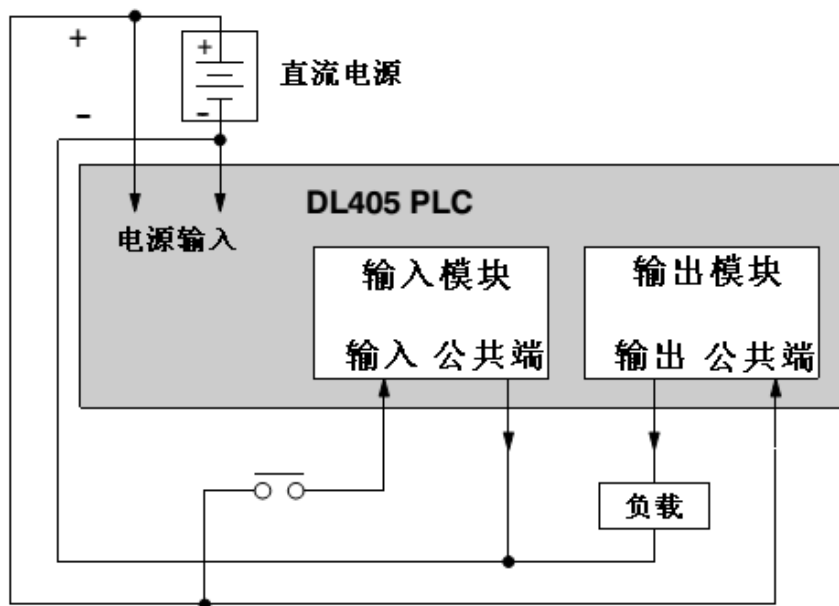 +
+
直流电源
-
-
DL405 PLC
电源输入
输入模块
输出模块
输入 公共端
输出 公共端
负载